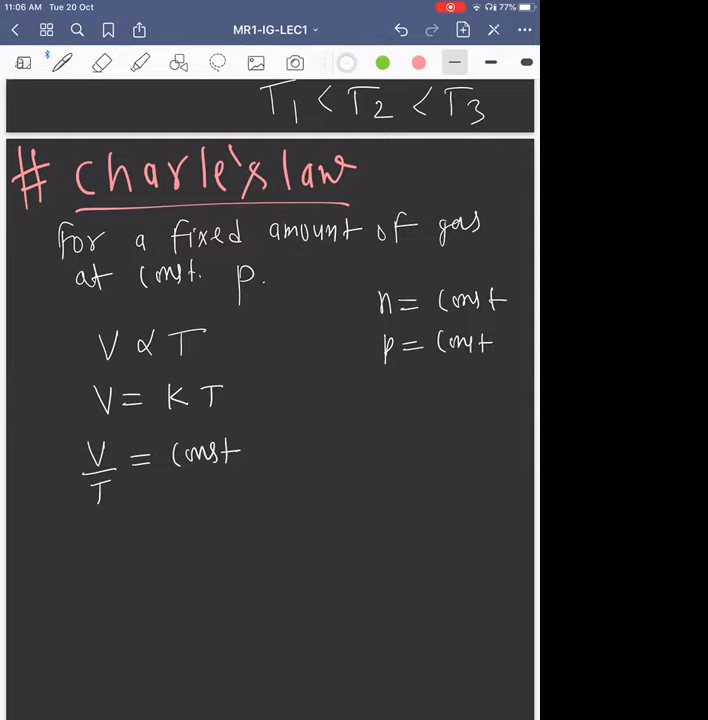 11:06 AM Tue 20 Oct 77%
MR1-IG-LEC1
T1 < T2 < T3
# Charle's law
For a fixed amount of gas
at const. p.
n = const
p = const
V ∝ T
V = K T
V/T = const